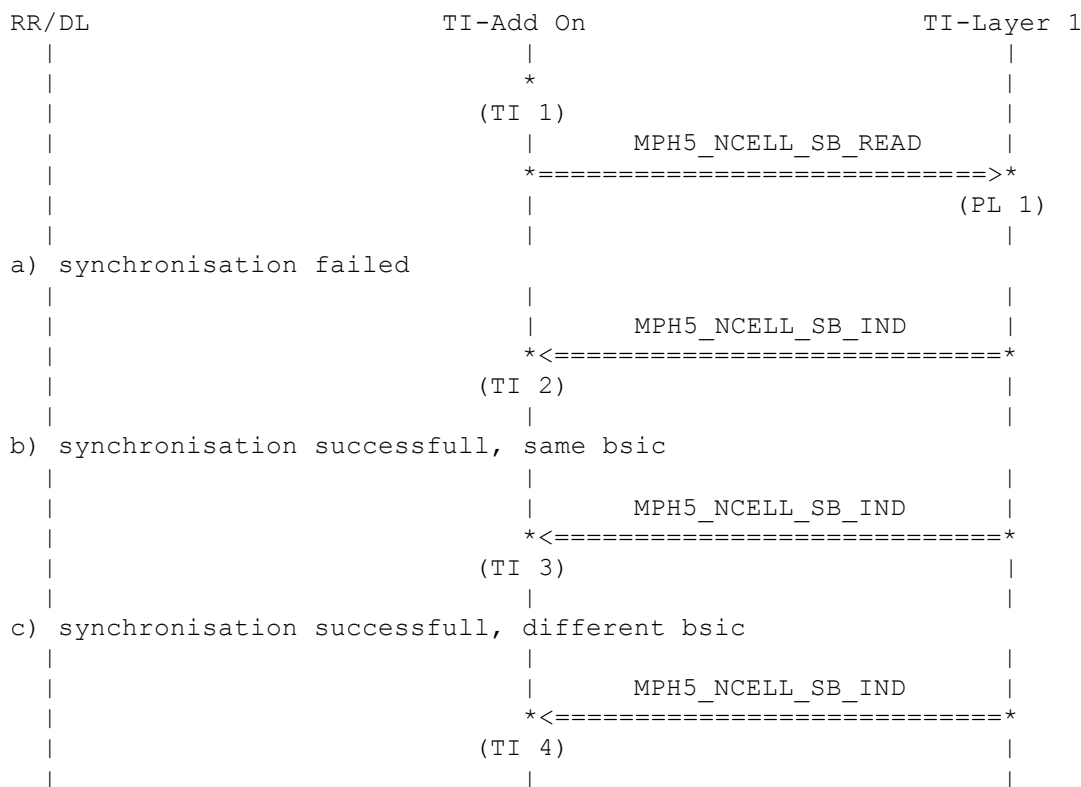 RR/DL                      TI-Add On                     TI-Layer 1
  |                             |                             |
  |                             *                             |
  |                          (TI 1)                           |
  |                             |      MPH5_NCELL_SB_READ     |
  |                             *============================>*
  |                             |                          (PL 1)
  |                             |                             |
a) synchronisation failed
  |                             |                             |
  |                             |      MPH5_NCELL_SB_IND      |
  |                             *<============================*
  |                          (TI 2)                           |
  |                             |                             |
b) synchronisation successfull, same bsic
  |                             |                             |
  |                             |      MPH5_NCELL_SB_IND      |
  |                             *<============================*
  |                          (TI 3)                           |
  |                             |                             |
c) synchronisation successfull, different bsic
  |                             |                             |
  |                             |      MPH5_NCELL_SB_IND      |
  |                             *<============================*
  |                          (TI 4)                           |
  |                             |                             |